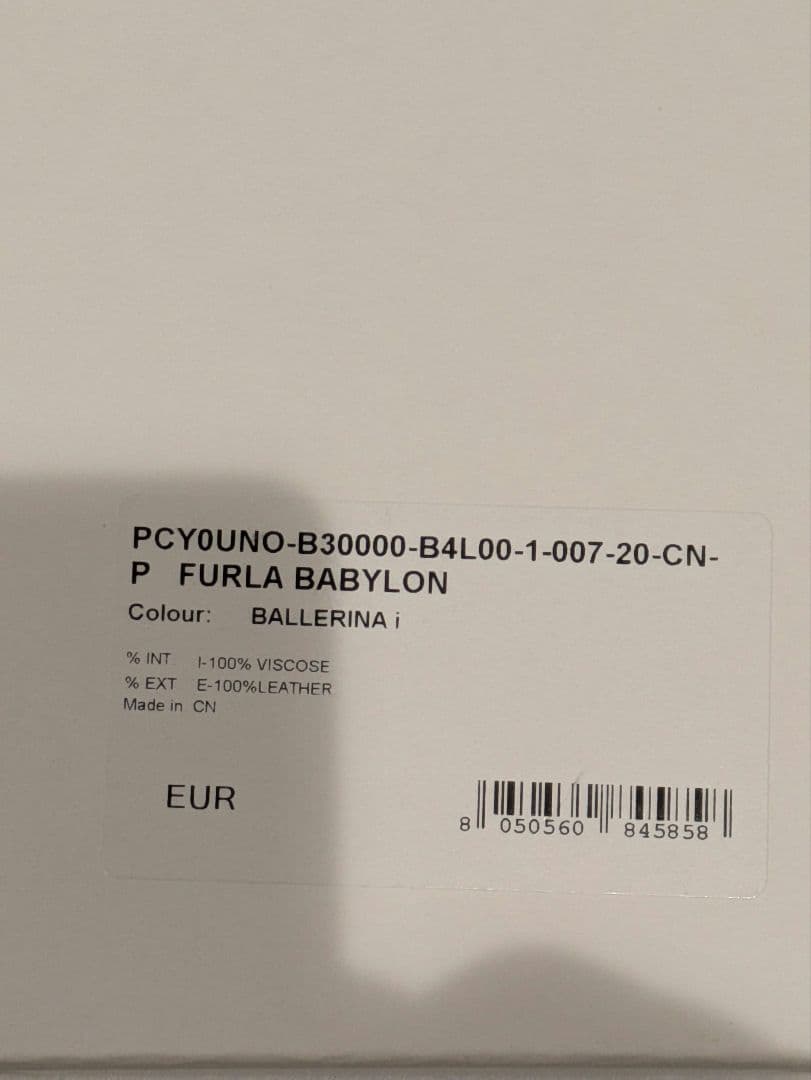 PCY0UNO-B30000-B4L00-1-007-20-CN-
P FURLA BABYLON
Colour: BALLERINA i
% INT I-100% VISCOSE
% EXT E-100%LEATHER
Made in CN
EUR
8 050560 845858